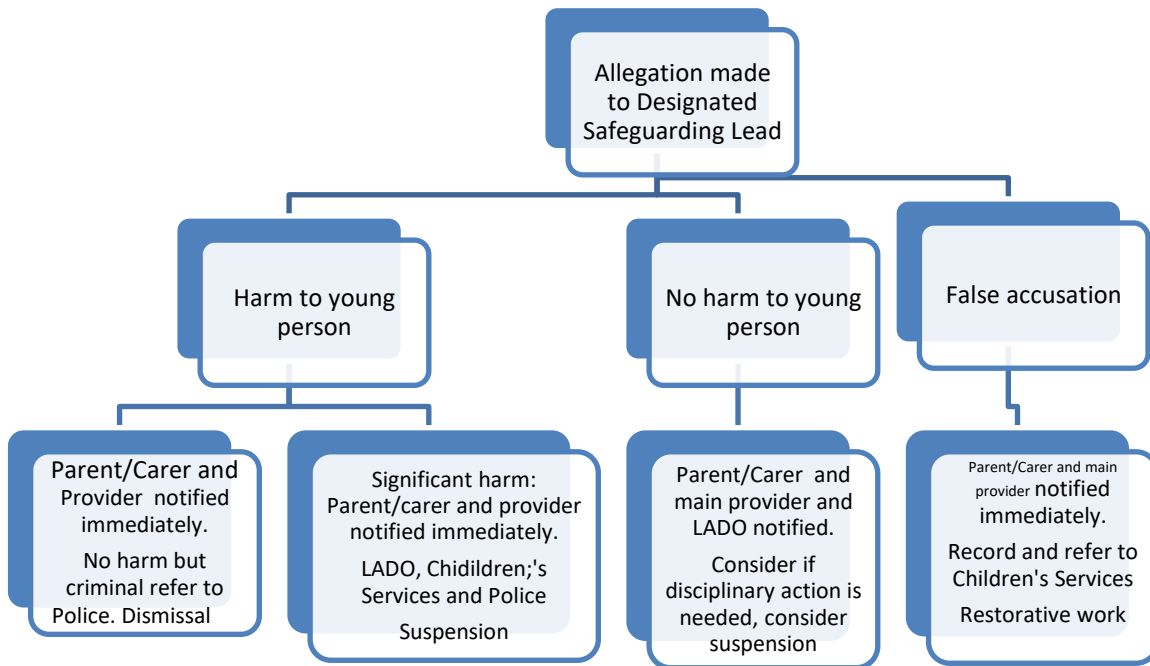 Allegation made
to Designated
Safeguarding Lead
Harm to young
person
No harm to young
person
False accusation
Parent/Carer and
Provider notified
immediately.
No harm but
criminal refer to
Police. Dismissal
Significant harm:
Parent/carer and provider
notified immediately.
LADO, Chidildren;'s
Services and Police
Suspension
Parent/Carer and
main provider and
LADO notified.
Consider if
disciplinary action is
needed, consider
suspension
Parent/Carer and main
provider notified
immediately.
Record and refer to
Children's Services
Restorative work